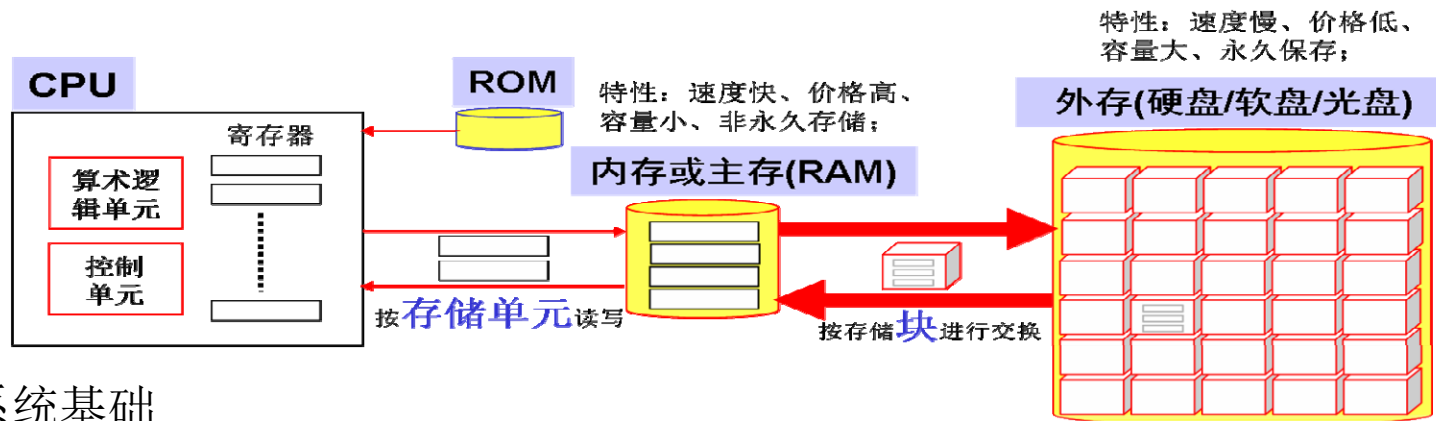 特性：速度慢、价格低、
容量大、永久保存；
CPU
ROM
特性：速度快、价格高、
容量小、非永久存储；
外存(硬盘/软盘/光盘)
寄存器
内存或主存(RAM)
算术逻
辑单元
控制
单元
按存储单元读写
按存储块进行交换
系统基础